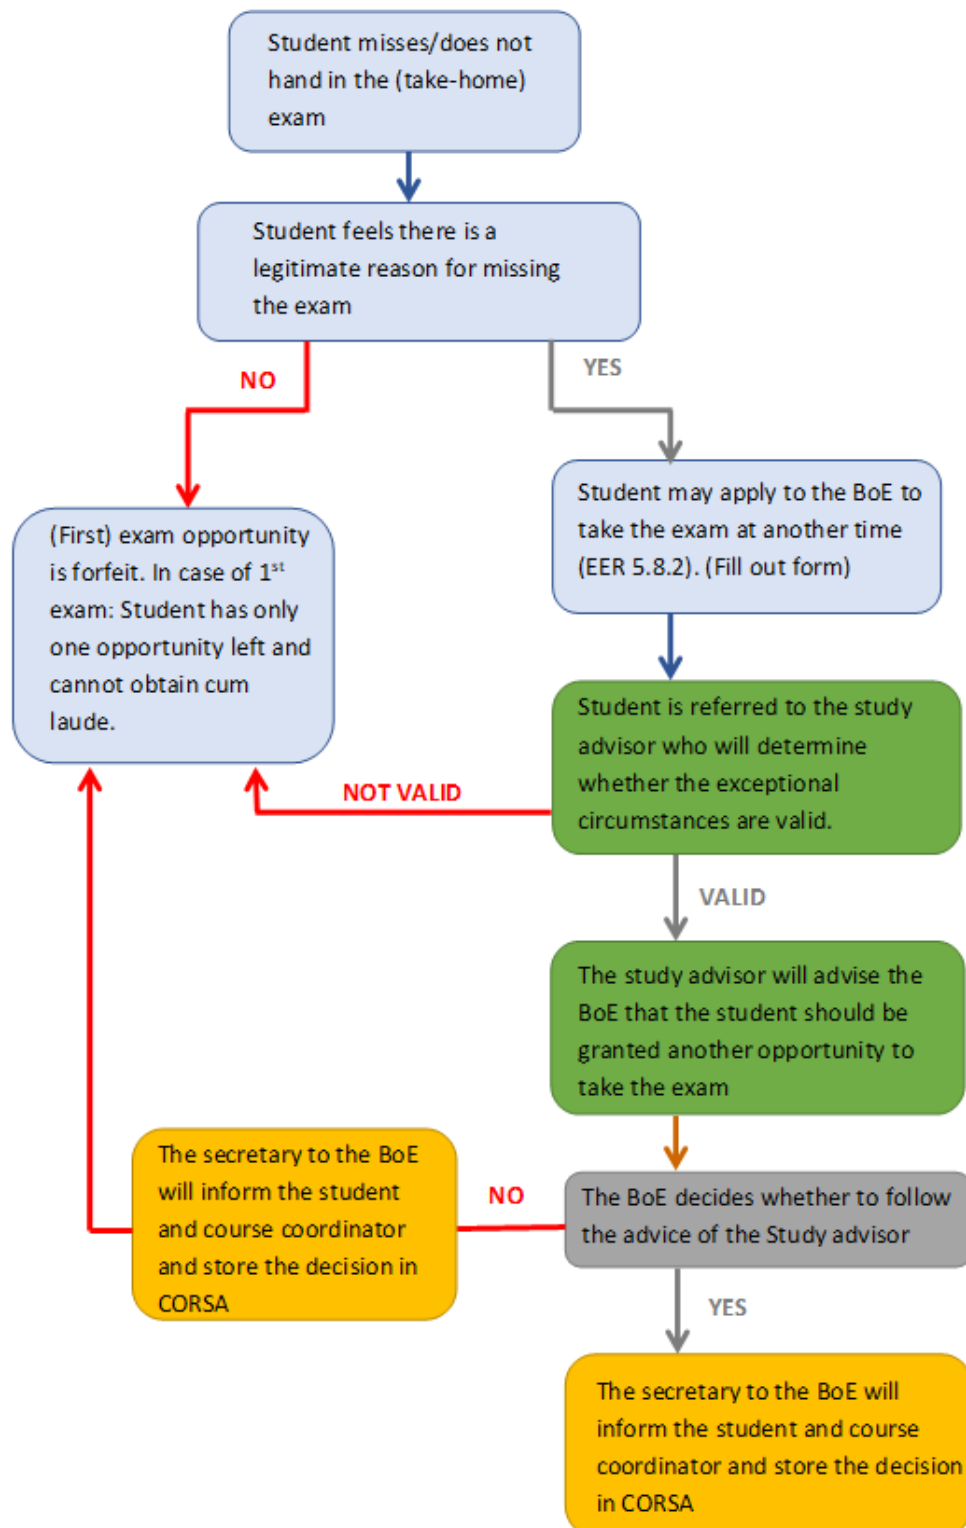 Student misses/does not
hand in the (take-home)
exam
Student feels there is a
legitimate reason for missing
the exam
NO
YES
Student may apply to the BoE to
take the exam at another time
(EER 5.8.2). (Fill out form)
(First) exam opportunity
is forfeit. In case of 1st
exam: Student has only
one opportunity left and
cannot obtain cum
laude.
Student is referred to the study
advisor who will determine
whether the exceptional
circumstances are valid.
NOT VALID
VALID
The study advisor will advise the
BoE that the student should be
granted another opportunity to
take the exam
The secretary to the BoE
will inform the student
and course coordinator
and store the decision in
CORSA
NO
The BoE decides whether to follow
the advice of the Study advisor
YES
The secretary to the BoE will
inform the student and course
coordinator and store the decision
in CORSA